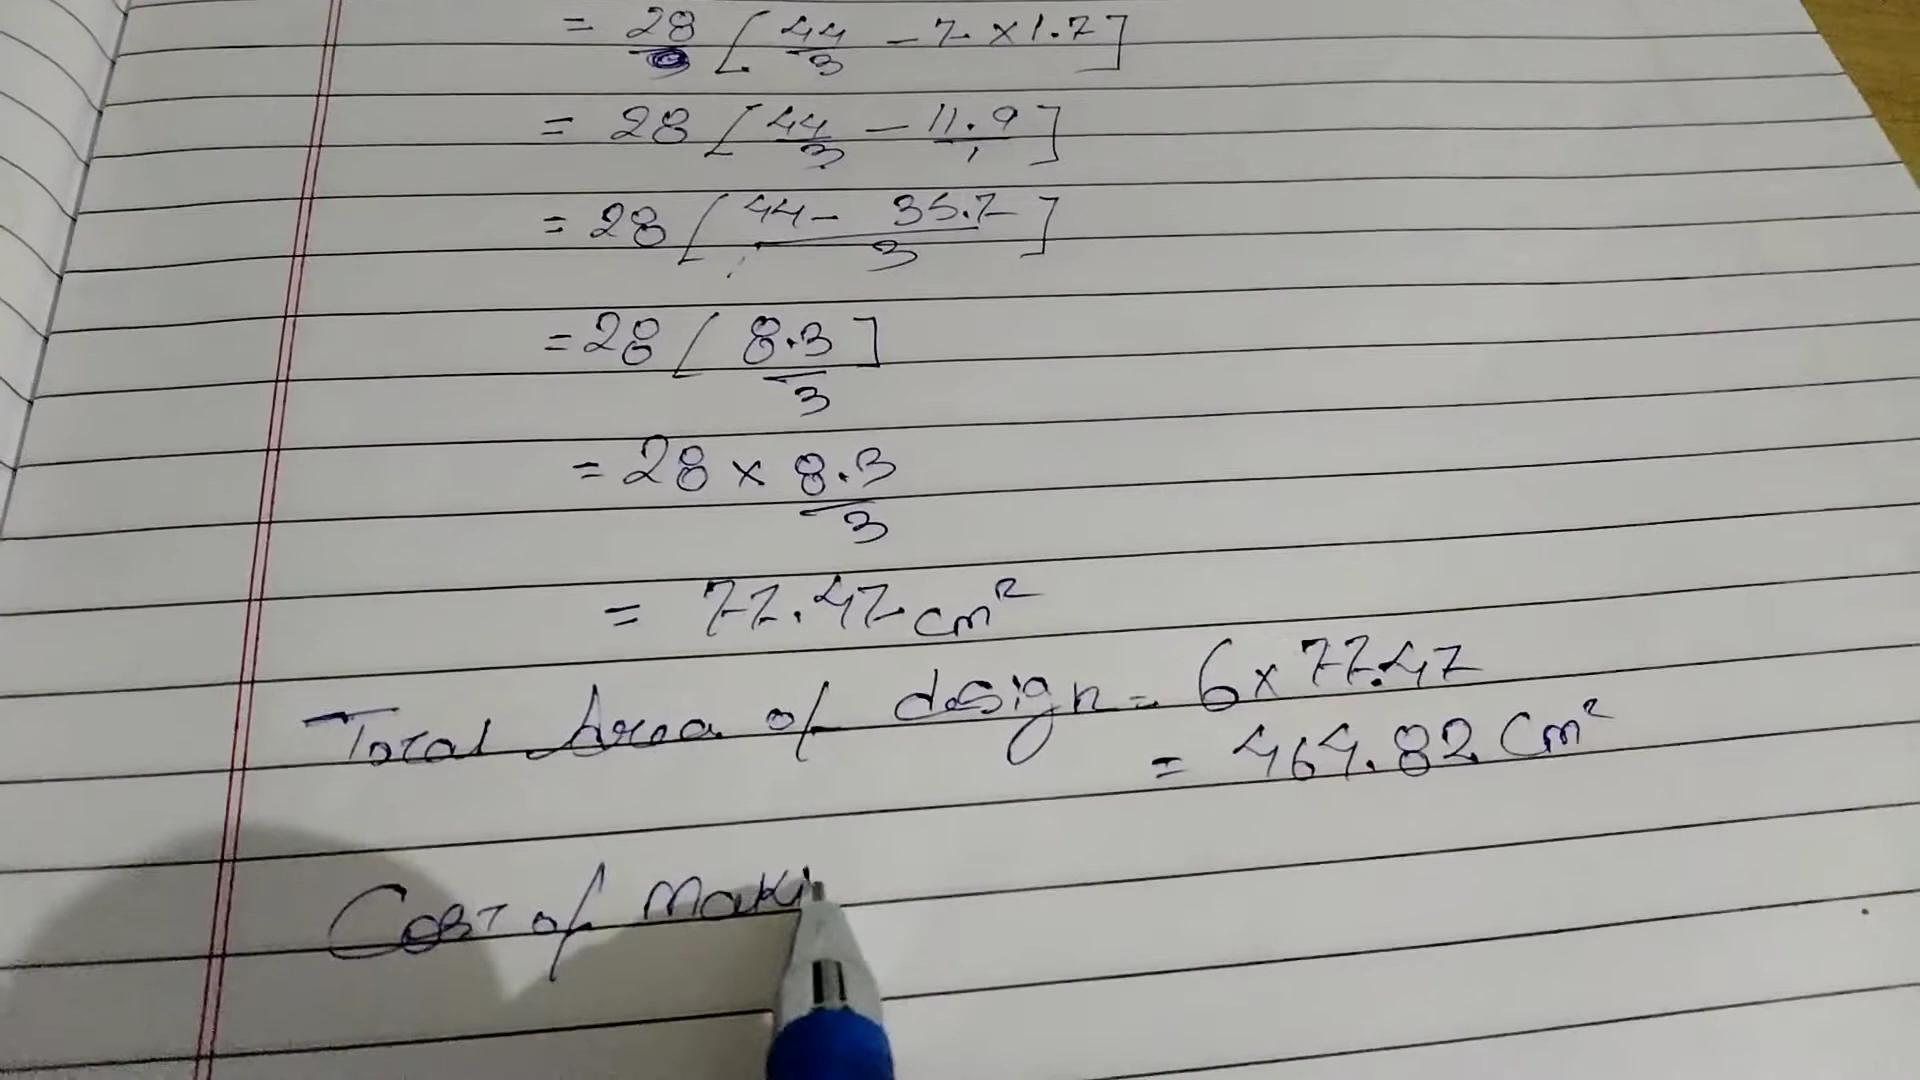 = 28 [ 44/3 - 7 × 1.7 ]
= 28 [ 44/3 - 11.9/1 ]
= 28 [ 44 - 35.7 / 3 ]
= 28 [ 8.3/3 ]
= 28 × 8.3/3
= 77.47 cm²
Total Area of design = 6 × 77.47
= 464.82 Cm²
Cost of Maki